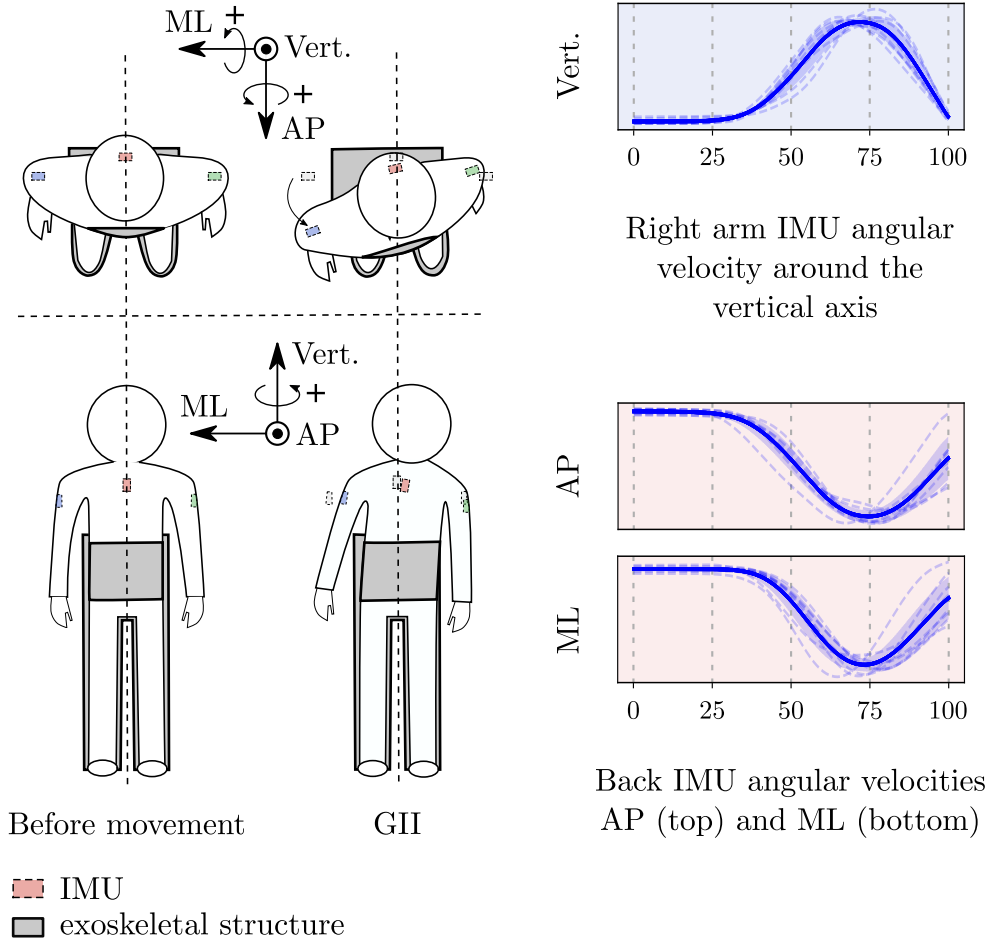 ML
+
Vert.
+
AP
Vert.
+
ML
AP
Before movement
GII
IMU
exoskeletal structure
Vert.
0 25 50 75 100
Right arm IMU angular
velocity around the
vertical axis
AP
ML
0 25 50 75 100
Back IMU angular velocities
AP (top) and ML (bottom)